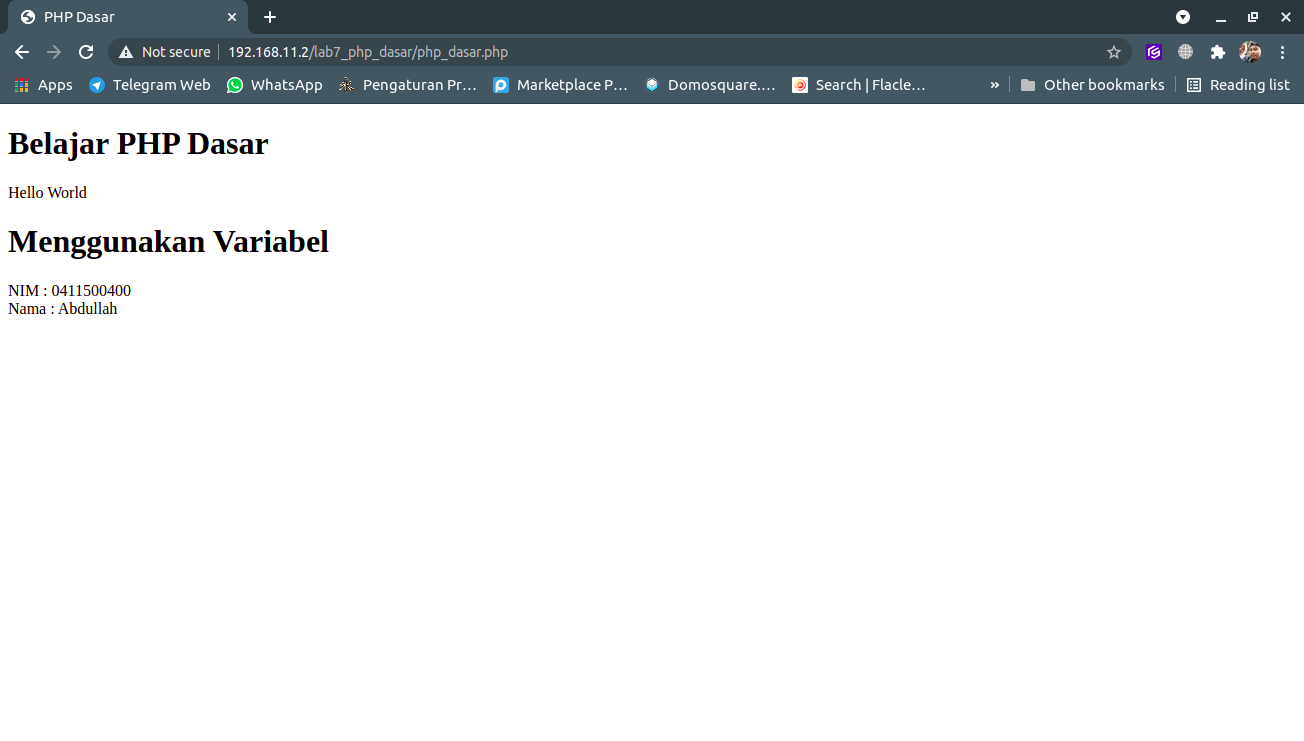 PHP Dasar
Not secure 192.168.11.2/lab7_php_dasar/php_dasar.php
Apps Telegram Web WhatsApp Pengaturan Pr... Marketplace P... Domosquare.... Search | Flacle... » Other bookmarks Reading list
Belajar PHP Dasar
Hello World
Menggunakan Variabel
NIM : 0411500400
Nama : Abdullah